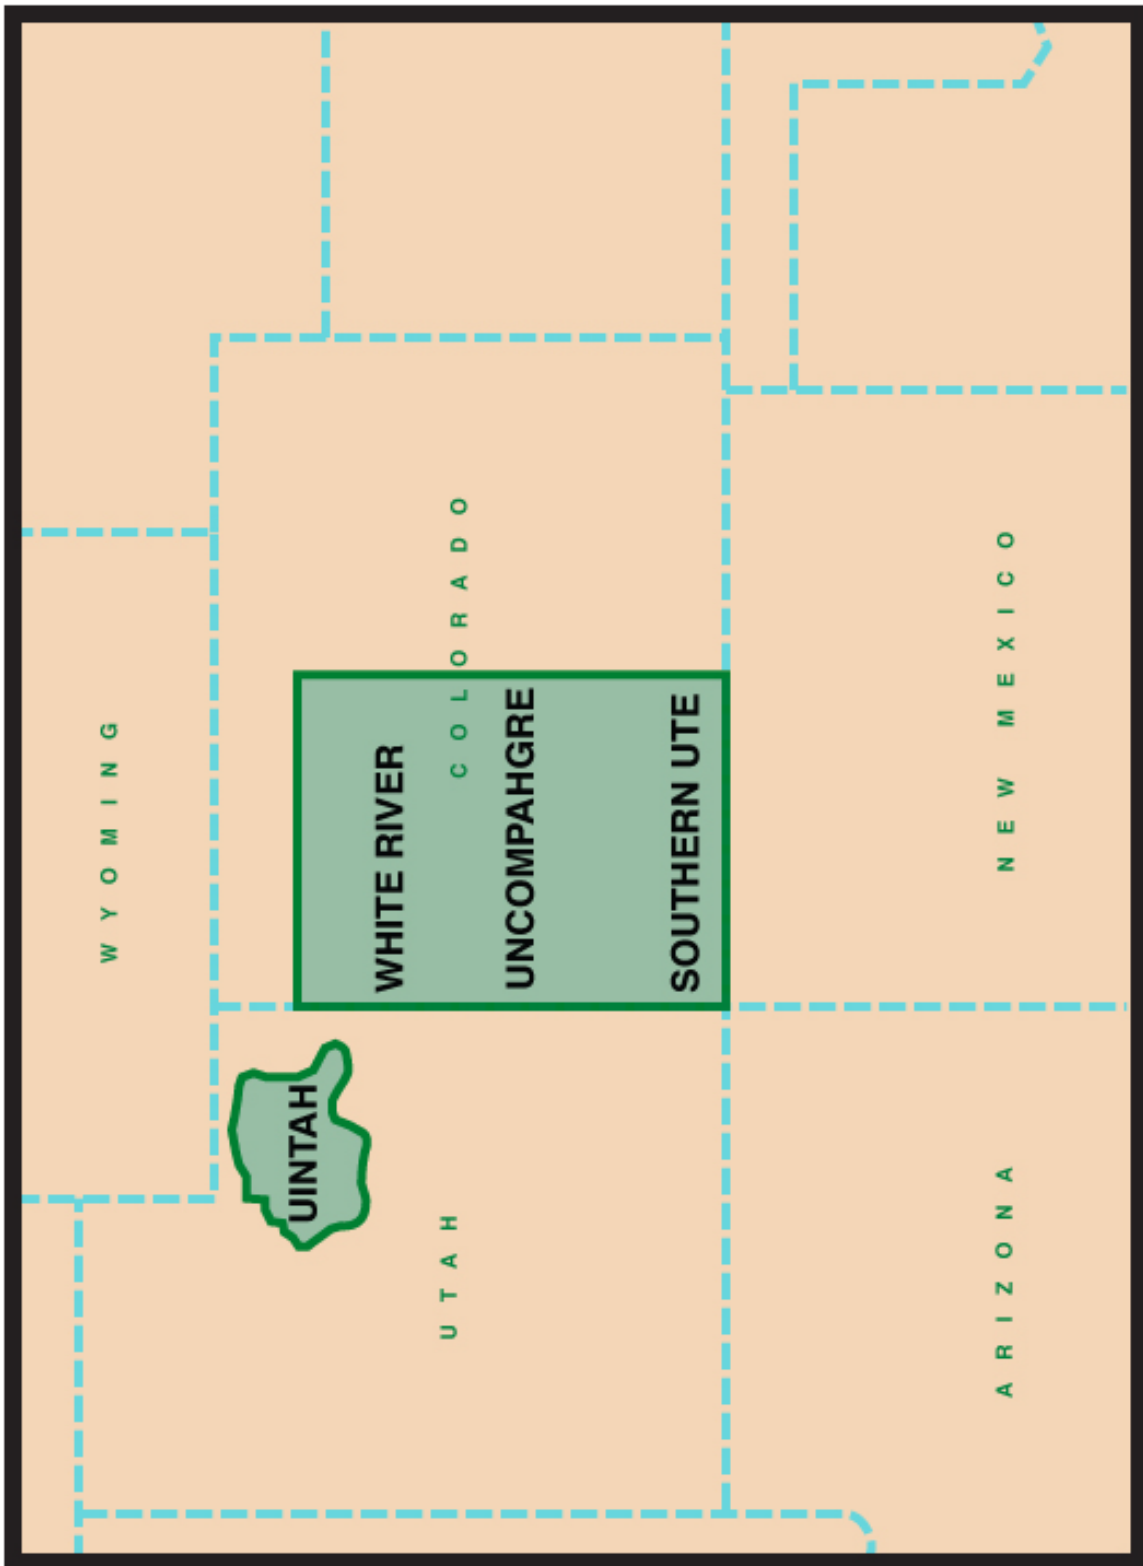 WYOMING
UINTAH
WHITE RIVER
UTAH
COLORADO
UNCOMPAHGRE
SOUTHERN UTE
ARIZONA
NEW MEXICO